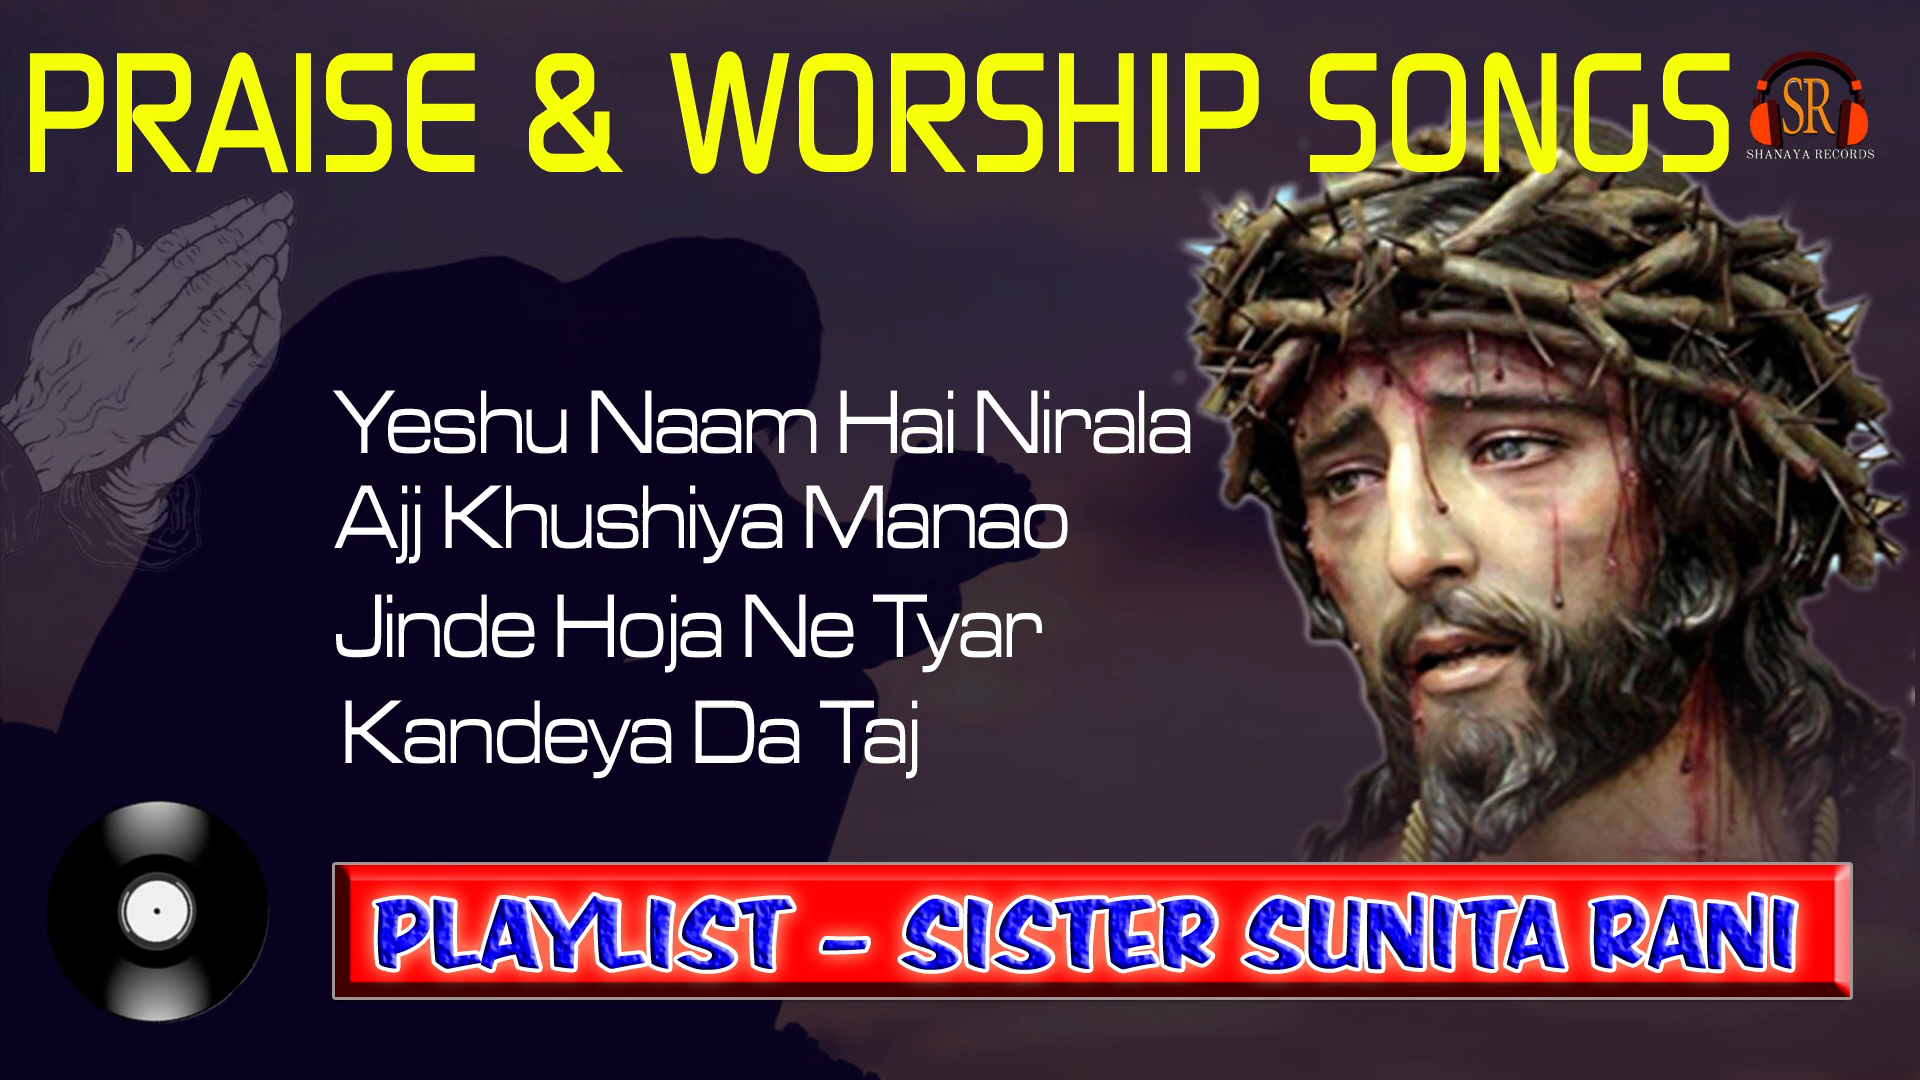 PRAISE & WORSHIP SONGS
SR
SHANAYA RECORDS
Yeshu Naam Hai Nirala
Ajj Khushiya Manao
Jinde Hoja Ne Tyar
Kandeya Da Taj
PLAYLIST - SISTER SUNITA RANI